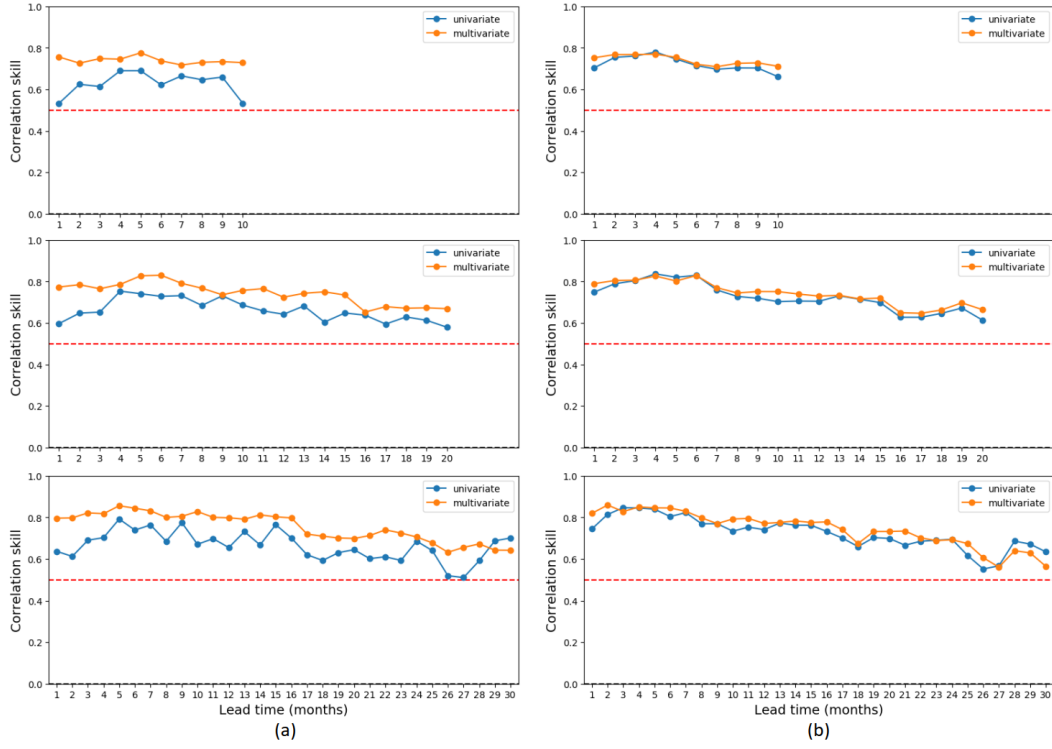 1.0
univariate
multivariate
0.8
0.6
0.4
0.2
0.0
Correlation skill
1 2 3 4 5 6 7 8 9 10
1.0
univariate
multivariate
0.8
0.6
0.4
0.2
0.0
Correlation skill
1 2 3 4 5 6 7 8 9 10
1.0
univariate
multivariate
0.8
0.6
0.4
0.2
0.0
Correlation skill
1 2 3 4 5 6 7 8 9 10 11 12 13 14 15 16 17 18 19 20
1.0
univariate
multivariate
0.8
0.6
0.4
0.2
0.0
Correlation skill
1 2 3 4 5 6 7 8 9 10 11 12 13 14 15 16 17 18 19 20
1.0
univariate
multivariate
0.8
0.6
0.4
0.2
0.0
Correlation skill
1 2 3 4 5 6 7 8 9 10 11 12 13 14 15 16 17 18 19 20 21 22 23 24 25 26 27 28 29 30
Lead time (months)
(a)
1.0
univariate
multivariate
0.8
0.6
0.4
0.2
0.0
Correlation skill
1 2 3 4 5 6 7 8 9 10 11 12 13 14 15 16 17 18 19 20 21 22 23 24 25 26 27 28 29 30
Lead time (months)
(b)